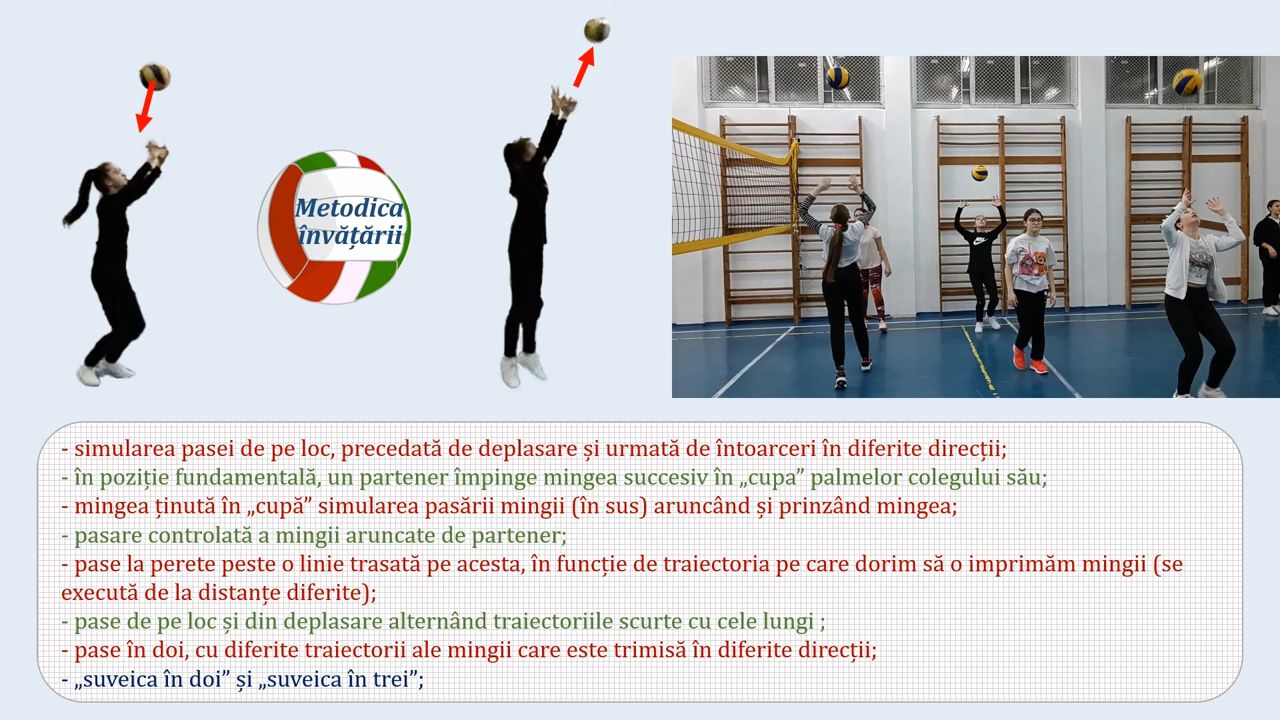 Metodica
învățării
- simularea pasei de pe loc, precedată de deplasare și urmată de întoarceri în diferite direcții;
- în poziție fundamentală, un partener împinge mingea succesiv în „cupa” palmelor colegului său;
- mingea ținută în „cupă” simularea pasării mingii (în sus) aruncând și prinzând mingea;
- pasare controlată a mingii aruncate de partener;
- pase la perete peste o linie trasată pe acesta, în funcție de traiectoria pe care dorim să o imprimăm mingii (se
execută de la distanțe diferite);
- pase de pe loc și din deplasare alternând traiectoriile scurte cu cele lungi ;
- pase în doi, cu diferite traiectorii ale mingii care este trimisă în diferite direcții;
- „suveica în doi” și „suveica în trei”;